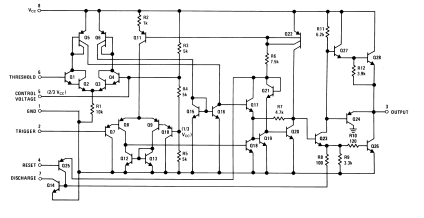 8
VCC
Q5
Q6
R2
1k
Q11
R3
5k
Q22
R11
6.2k
Q27
Q28
R6
7.5k
R12
3.9k
THRESHOLD
6
Q1
Q2
Q3
Q4
Q21
CONTROL
VOLTAGE
5
(2/3 VCC)
R4
5k
Q15
Q16
Q17
R7
4.7k
Q24
3
OUTPUT
GND
1
R1
10k
TRIGGER
2
Q7
Q8
Q9
Q10
(1/3
VCC)
Q19
Q20
Q23
R10
120
RESET
4
Q25
Q12
Q13
R5
5k
Q18
R8
100
R9
3.3k
Q26
DISCHARGE
7
Q14